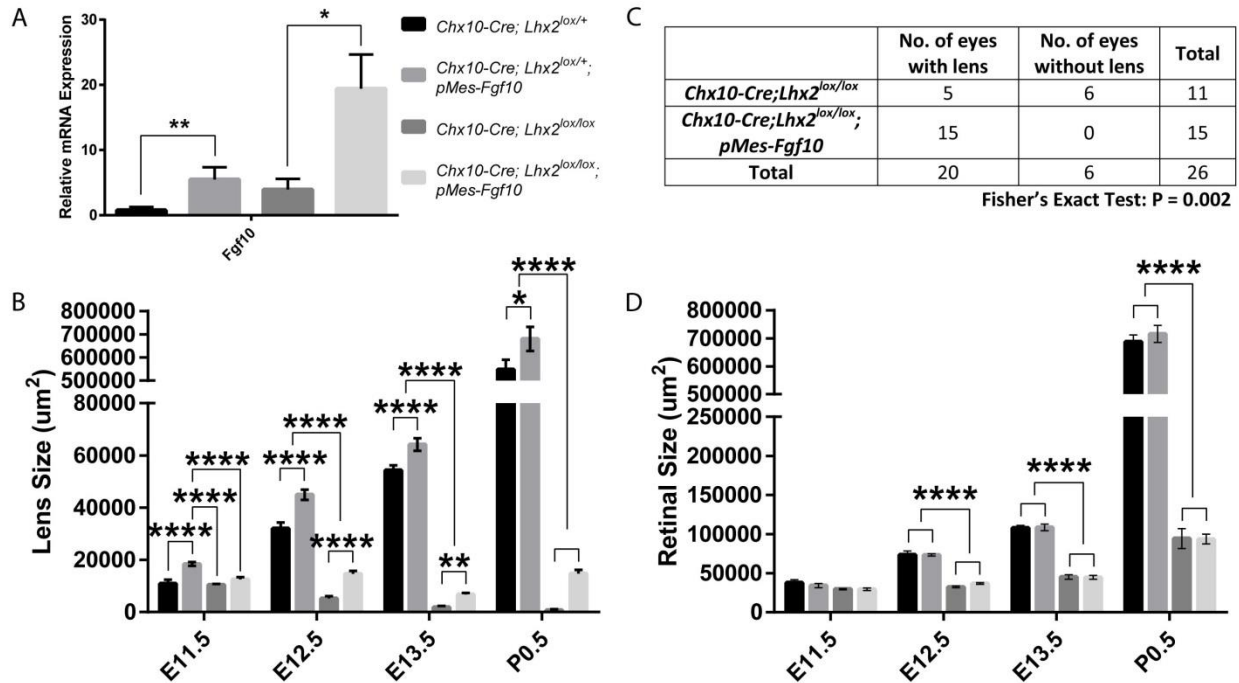 A
Relative mRNA Expression
30
20
10
0
**
*
Fgf10
Chx10-Cre; Lhx2lox/+
Chx10-Cre; Lhx2lox/+;
pMes-Fgf10
Chx10-Cre; Lhx2lox/lox
Chx10-Cre; Lhx2lox/lox;
pMes-Fgf10
C
No. of eyes
with lens
No. of eyes
without lens
Total
Chx10-Cre;Lhx2lox/lox
5
6
11
Chx10-Cre;Lhx2lox/lox;
pMes-Fgf10
15
0
15
Total
20
6
26
Fisher's Exact Test: P = 0.002
B
Lens Size (um2)
800000
700000
600000
500000
80000
60000
40000
20000
0
****
****
****
****
****
****
****
****
**
****
*
E11.5
E12.5
E13.5
P0.5
D
Retinal Size (um2)
800000
700000
600000
500000
400000
250000
200000
150000
100000
50000
0
****
****
****
E11.5
E12.5
E13.5
P0.5